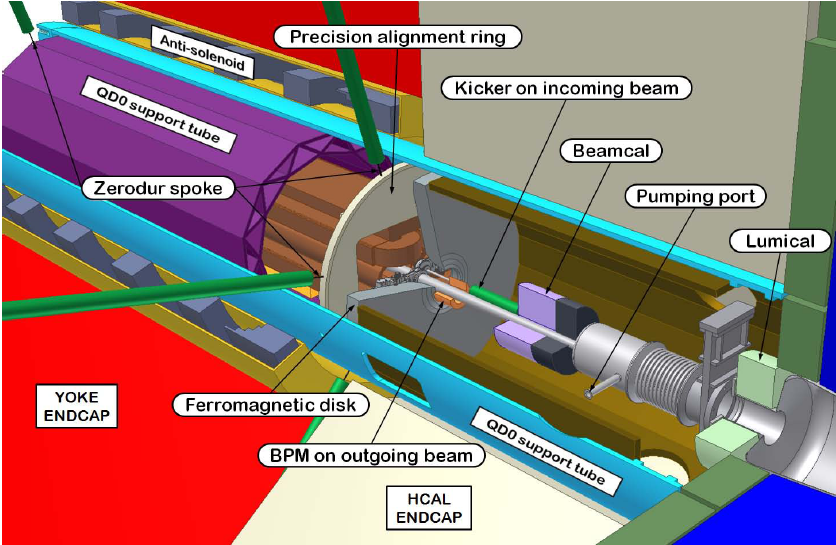 Precision alignment ring
Anti-solenoid
QD0 support tube
Kicker on incoming beam
Beamcal
Zerodur spoke
Pumping port
Lumical
YOKE
ENDCAP
Ferromagnetic disk
BPM on outgoing beam
QD0 support tube
HCAL
ENDCAP